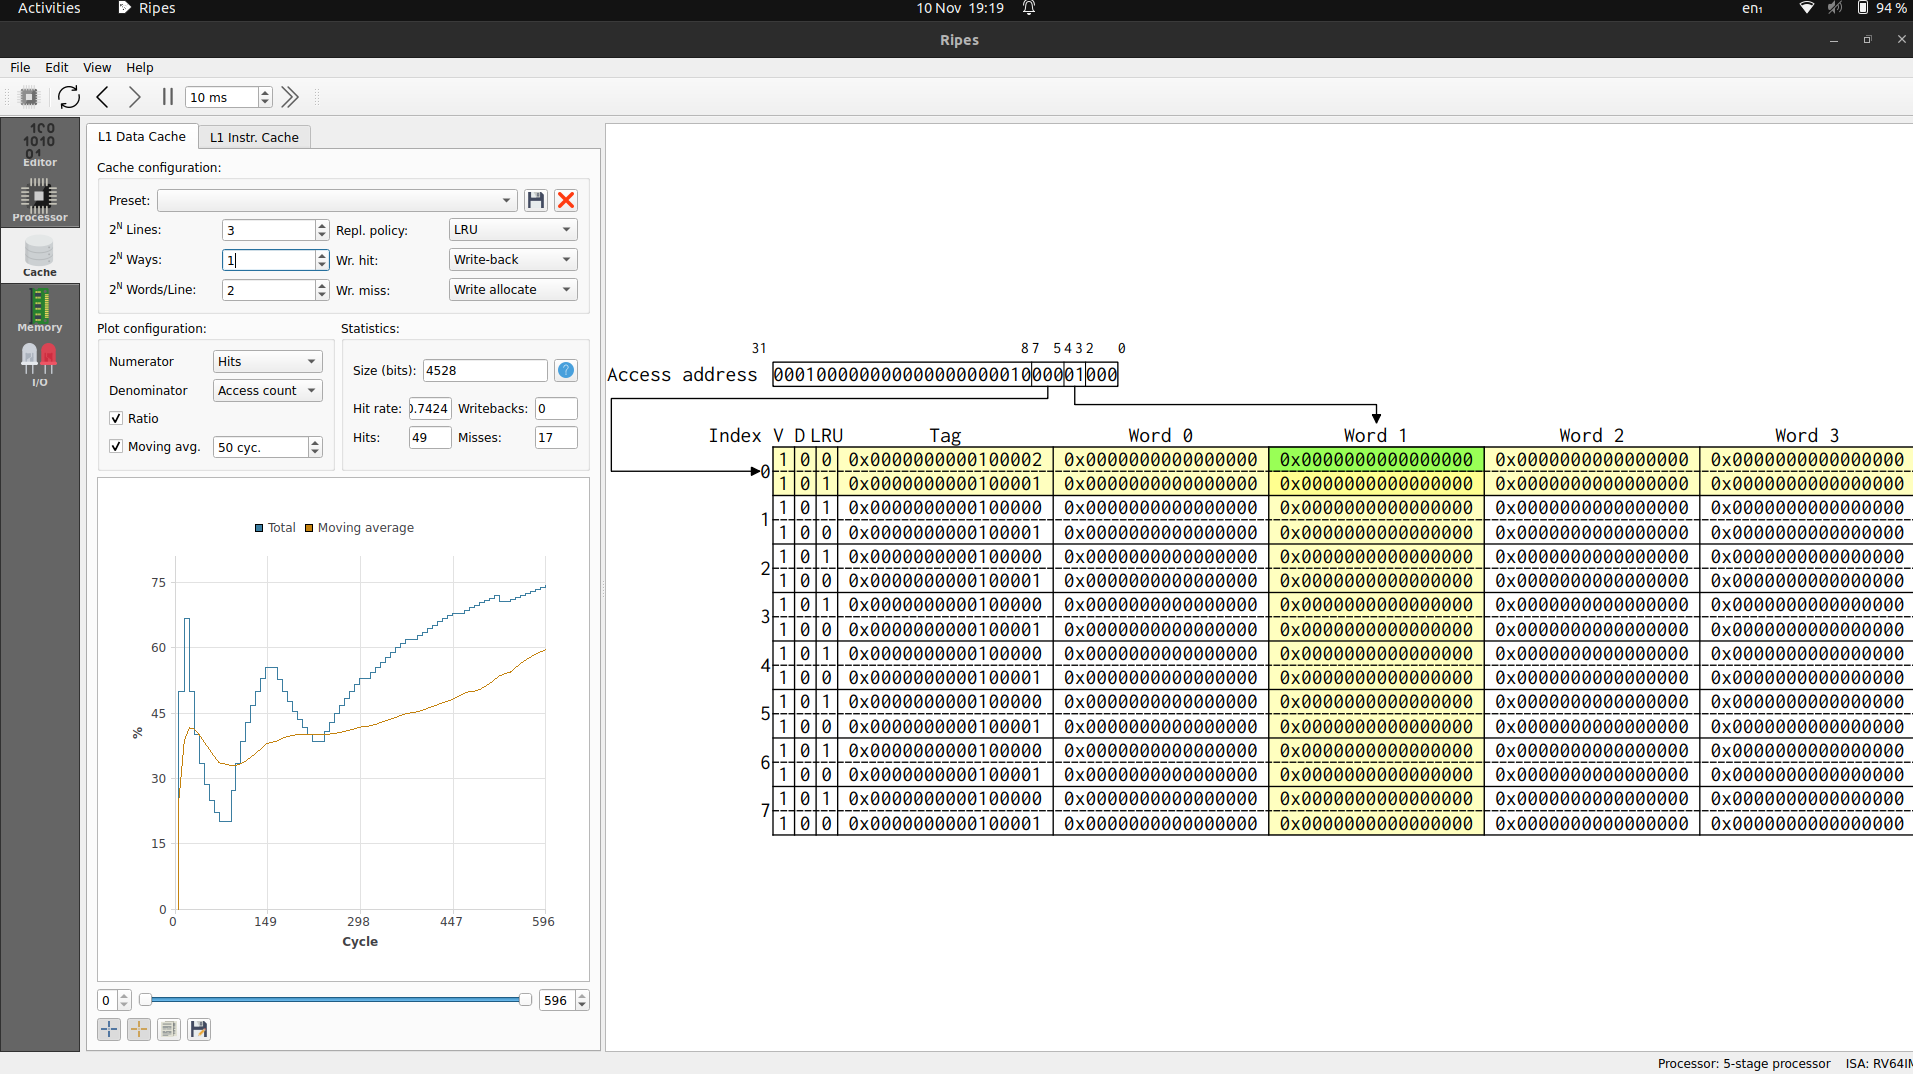 Activities Ripes 10 Nov 19:19 en₁ 94 %
Ripes
File Edit View Help
10 ms
Editor
Processor
Cache
Memory
I/O
L1 Data Cache L1 Instr. Cache
Cache configuration:
Preset:
2^N Lines: 3 Repl. policy: LRU
2^N Ways: 1 Wr. hit: Write-back
2^N Words/Line: 2 Wr. miss: Write allocate
Plot configuration: Statistics:
Numerator Hits
Denominator Access count
Ratio
Moving avg. 50 cyc.
Size (bits): 4528
Hit rate: 0.7424 Writebacks: 0
Hits: 49 Misses: 17
Total Moving average
75
60
45
30
15
0
%
0 149 298 447 596
Cycle
0 596
31 8 7 5 4 3 2 0
Access address 00010000000000000000001000001000
Index V D LRU Tag Word 0 Word 1 Word 2 Word 3
0
1 0 0 0x0000000000100002 0x0000000000000000 0x0000000000000000 0x0000000000000000 0x0000000000000000
1 0 1 0x0000000000100001 0x0000000000000000 0x0000000000000000 0x0000000000000000 0x0000000000000000
1
1 0 1 0x0000000000100000 0x0000000000000000 0x0000000000000000 0x0000000000000000 0x0000000000000000
1 0 0 0x0000000000100001 0x0000000000000000 0x0000000000000000 0x0000000000000000 0x0000000000000000
2
1 0 1 0x0000000000100000 0x0000000000000000 0x0000000000000000 0x0000000000000000 0x0000000000000000
1 0 0 0x0000000000100001 0x0000000000000000 0x0000000000000000 0x0000000000000000 0x0000000000000000
3
1 0 1 0x0000000000100000 0x0000000000000000 0x0000000000000000 0x0000000000000000 0x0000000000000000
1 0 0 0x0000000000100001 0x0000000000000000 0x0000000000000000 0x0000000000000000 0x0000000000000000
4
1 0 1 0x0000000000100000 0x0000000000000000 0x0000000000000000 0x0000000000000000 0x0000000000000000
1 0 0 0x0000000000100001 0x0000000000000000 0x0000000000000000 0x0000000000000000 0x0000000000000000
5
1 0 1 0x0000000000100000 0x0000000000000000 0x0000000000000000 0x0000000000000000 0x0000000000000000
1 0 0 0x0000000000100001 0x0000000000000000 0x0000000000000000 0x0000000000000000 0x0000000000000000
6
1 0 1 0x0000000000100000 0x0000000000000000 0x0000000000000000 0x0000000000000000 0x0000000000000000
1 0 0 0x0000000000100001 0x0000000000000000 0x0000000000000000 0x0000000000000000 0x0000000000000000
7
1 0 1 0x0000000000100000 0x0000000000000000 0x0000000000000000 0x0000000000000000 0x0000000000000000
1 0 0 0x0000000000100001 0x0000000000000000 0x0000000000000000 0x0000000000000000 0x0000000000000000
Processor: 5-stage processor ISA: RV64IM